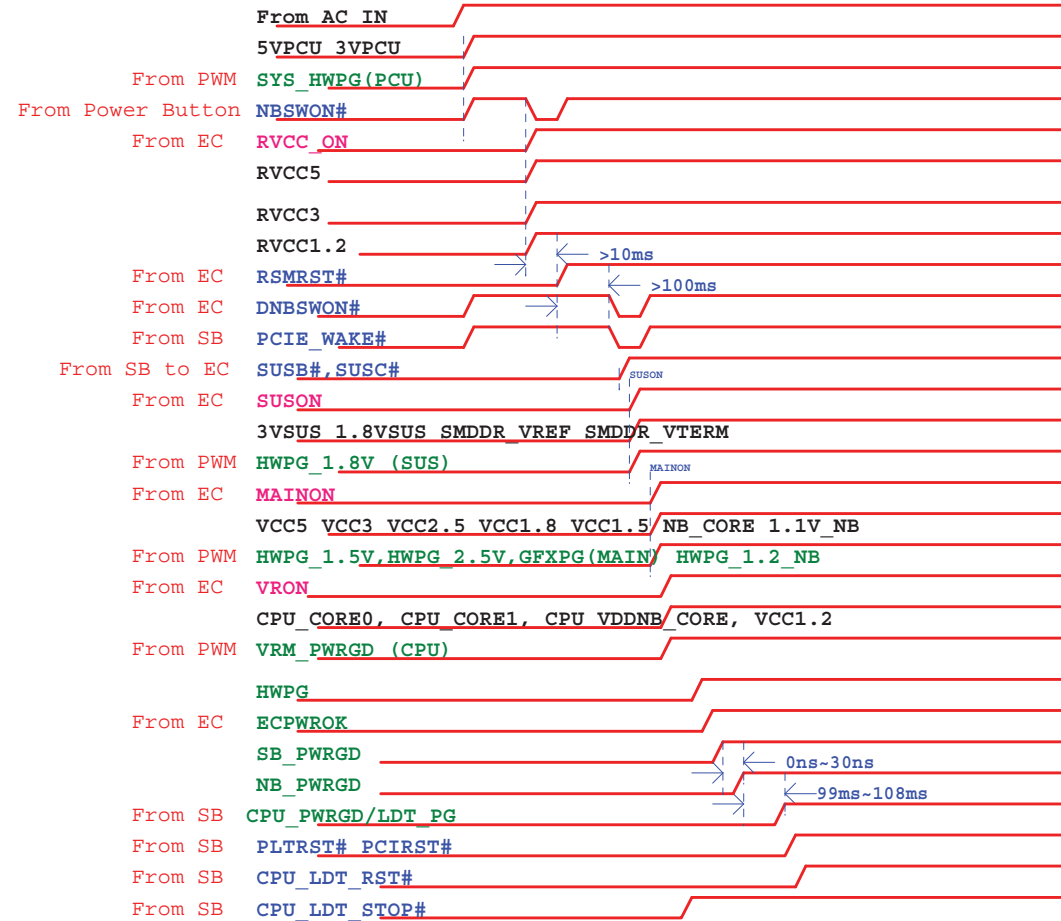 From AC IN
5VPCU 3VPCU
From PWM SYS_HWPG(PCU)
From Power Button NBSWON#
From EC RVCC_ON
RVCC5
RVCC3
RVCC1.2
>10ms
From EC RSMRST#
>100ms
From EC DNBSWON#
From SB PCIE_WAKE#
From SB to EC SUSB#,SUSC#
SUSON
From EC SUSON
3VSUS 1.8VSUS SMDDR_VREF SMDDR_VTERM
From PWM HWPG_1.8V (SUS)
MAINON
From EC MAINON
VCC5 VCC3 VCC2.5 VCC1.8 VCC1.5 NB_CORE 1.1V_NB
From PWM HWPG_1.5V,HWPG_2.5V,GFXPG(MAIN) HWPG_1.2_NB
From EC VRON
CPU_CORE0, CPU_CORE1, CPU_VDDNB_CORE, VCC1.2
From PWM VRM_PWRGD (CPU)
HWPG
From EC ECPWROK
SB_PWRGD
0ns~30ns
NB_PWRGD
99ms~108ms
From SB CPU_PWRGD/LDT_PG
From SB PLTRST# PCIRST#
From SB CPU_LDT_RST#
From SB CPU_LDT_STOP#